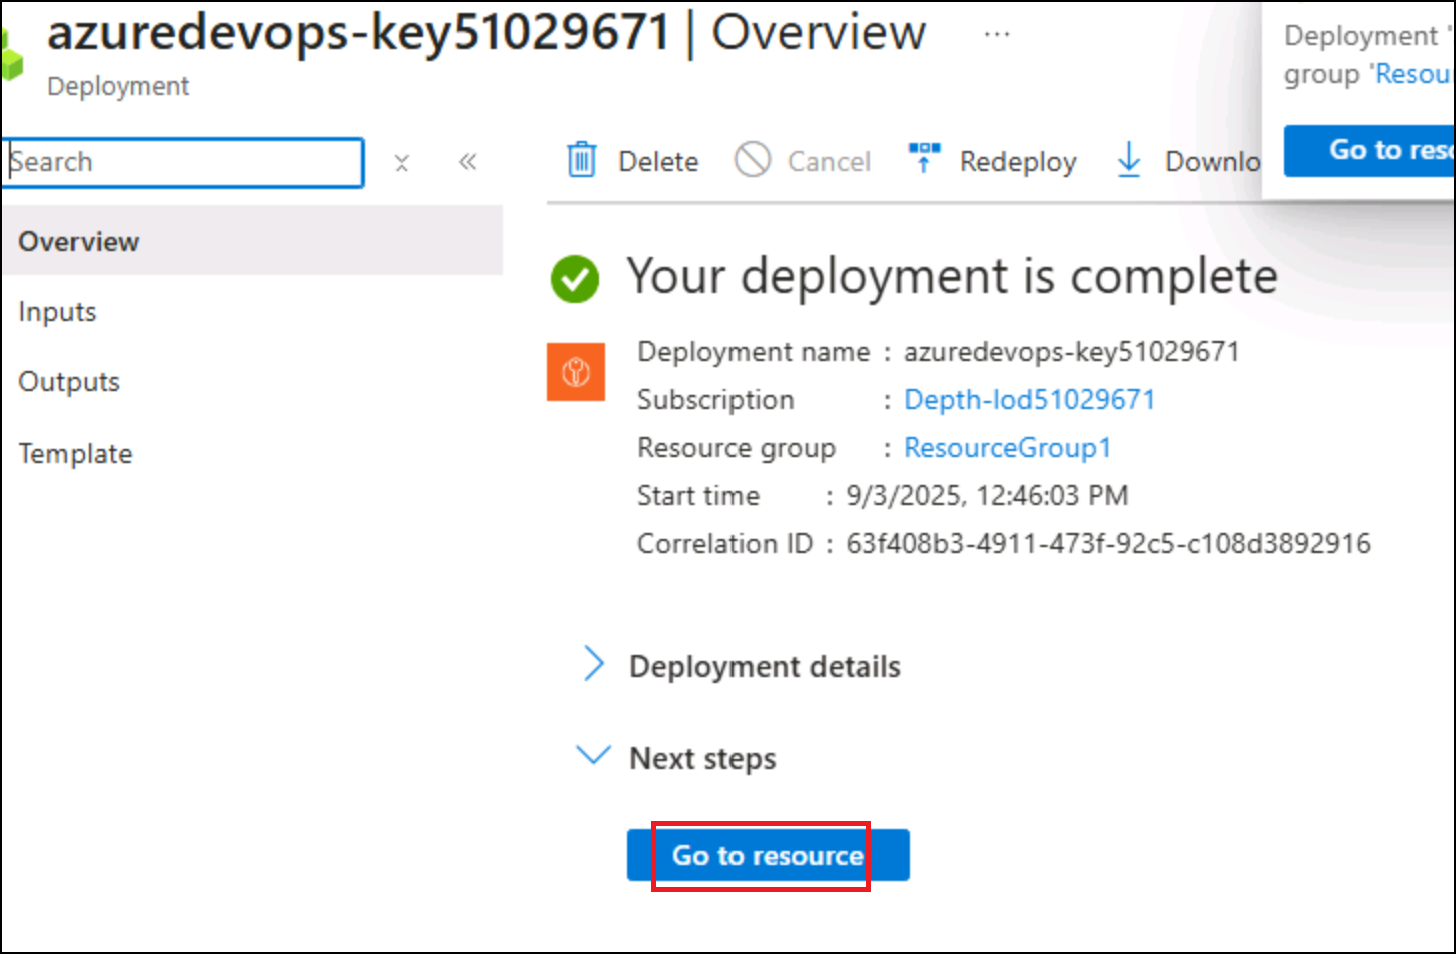 azuredevops-key51029671 | Overview ...
Deployment
Deployment '
group 'Resou
Go to reso
Search
Delete
Cancel
Redeploy
Downlo
Overview
Inputs
Outputs
Template
Your deployment is complete
Deployment name : azuredevops-key51029671
Subscription : Depth-lod51029671
Resource group : ResourceGroup1
Start time : 9/3/2025, 12:46:03 PM
Correlation ID : 63f408b3-4911-473f-92c5-c108d3892916
Deployment details
Next steps
Go to resource